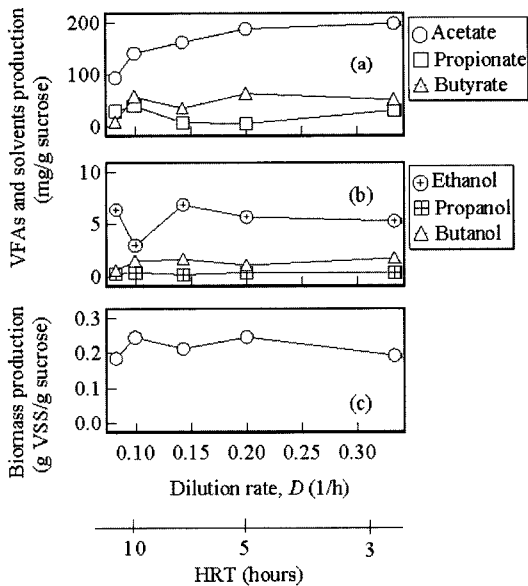 VFAs and solvents production
(mg/g sucrose)
200
100
0
(a)
Acetate
Propionate
Butyrate
10
5
0
(b)
Ethanol
Propanol
Butanol
Biomass production
(g VSS/g sucrose)
0.3
0.2
0.1
0.0
(c)
0.10 0.15 0.20 0.25 0.30
Dilution rate, D (1/h)
10 5 3
HRT (hours)